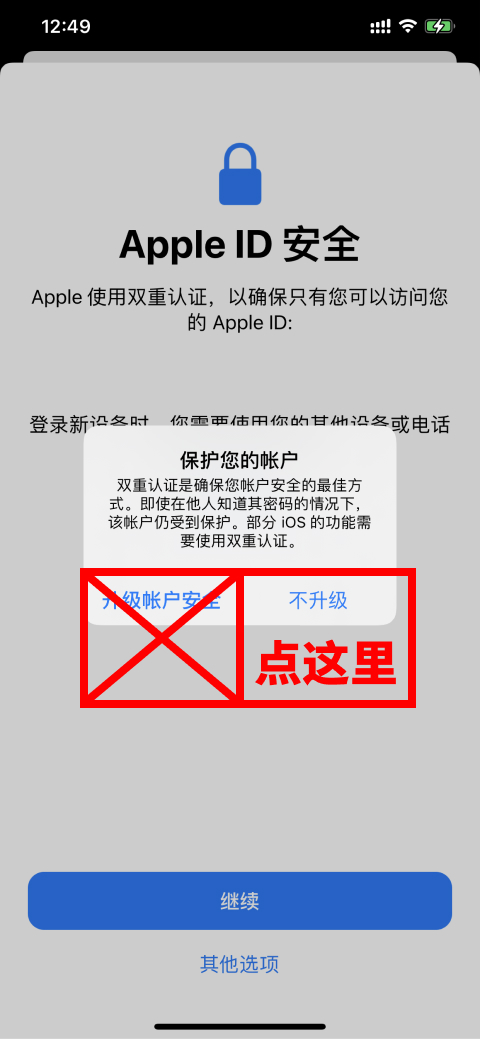 12:49
Apple ID 安全
Apple 使用双重认证，以确保只有您可以访问您
的 Apple ID:
登录新设备时，您需要使用您的其他设备或电话
保护您的帐户
双重认证是确保您帐户安全的最佳方
式。即使在他人知道其密码的情况下，
该帐户仍受到保护。部分 iOS 的功能需
要使用双重认证。
升级帐户安全
不升级
点这里
继续
其他选项